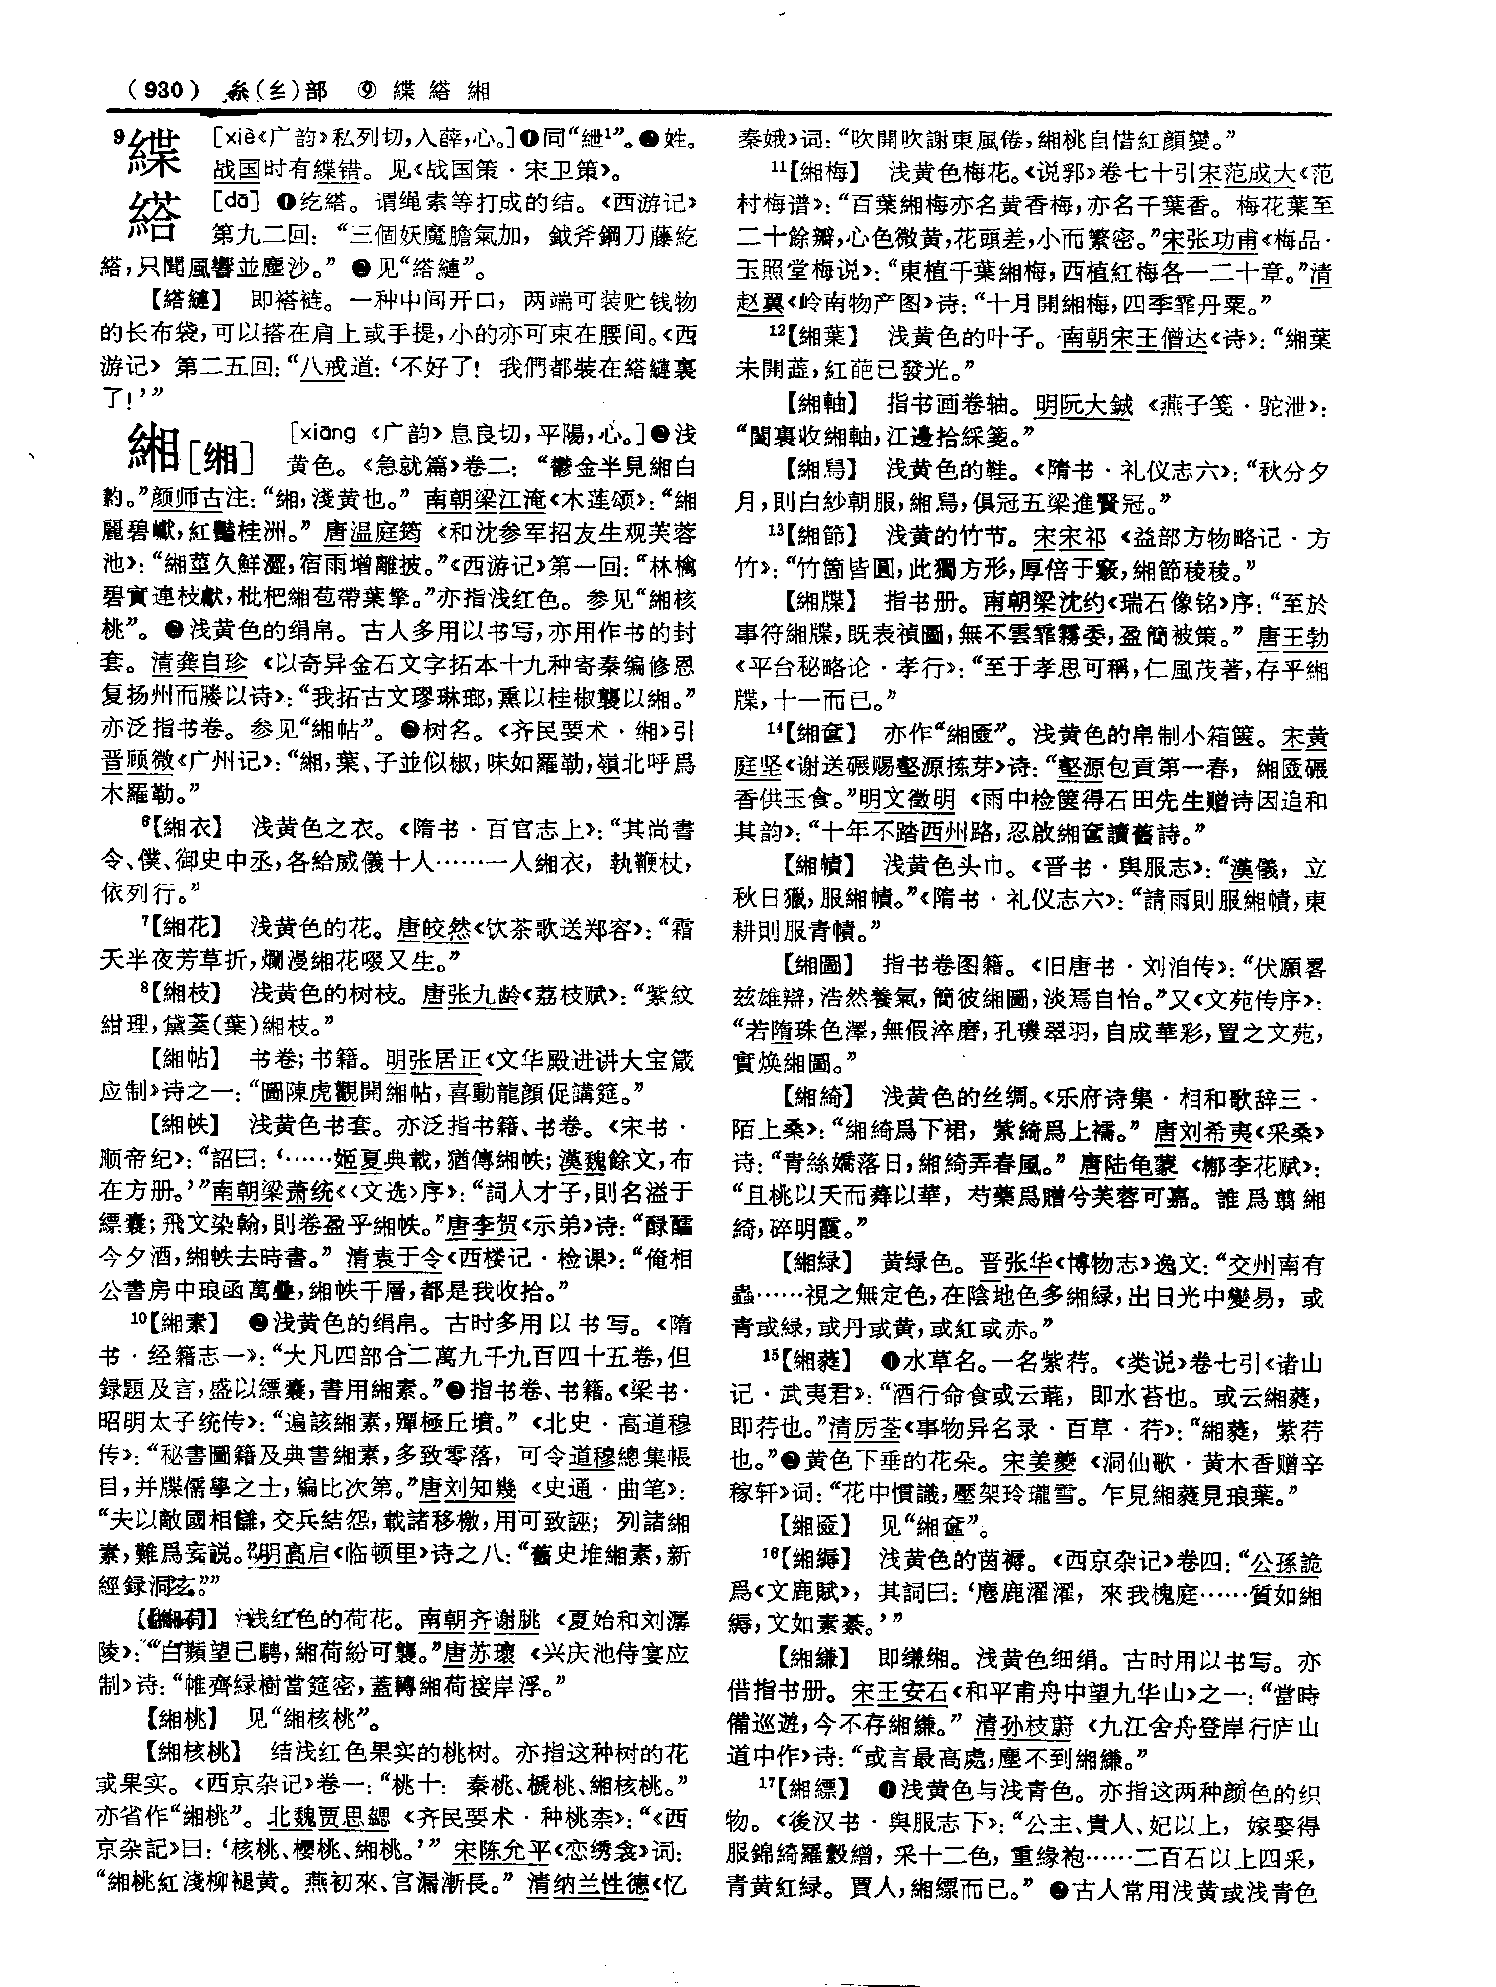 (930) 糸(纟)部 ⑨ 緤 縖 緗
9緤 [xiè《广韵》私列切,入薛,心。]❶同“紲¹”。❷姓。
战国时有緤错。见《战国策·宋卫策》。
[dā] ❶纥縖。谓绳索等打成的结。《西游记》
第九二回:“三個妖魔膽氣加,鉞斧鋼刀藤紇
縖,只聞風響並塵沙。”❷见“縖縺”。
【縖縺】 即褡裢。一种中间开口,两端可装贮钱物
的长布袋,可以搭在肩上或手提,小的亦可束在腰间。《西
游记》第二五回:“八戒道:‘不好了!我們都裝在縖縺裏
了!’”
緗[缃] [xiāng《广韵》息良切,平陽,心。]❶浅
黄色。《急就篇》卷二:“鬱金半見緗白
䋤。”颜师古注:“緗,淺黄也。”南朝梁江淹《木莲颂》:“緗
麗碧巘,紅豔桂洲。”唐温庭筠《和沈参军招友生观芙蓉
池》:“緗莖久鮮澀,宿雨增離披。”《西游记》第一回:“林檎
碧實連枝獻,枇杷緗苞帶葉擎。”亦指浅红色。参见“緗核
桃”。❷浅黄色的绢帛。古人多用以书写,亦用作书的封
套。清龚自珍《以奇异金石文字拓本十九种寄秦编修恩
复扬州而媵以诗》:“我拓古文璆琳瑯,熏以桂椒襲以緗。”
亦泛指书卷。参见“緗帖”。❸树名。《齐民要术·缃》引
晋顾微《广州记》:“緗,葉、子並似椒,味如羅勒,嶺北呼爲
木羅勒。”
⁶【緗衣】 浅黄色之衣。《隋书·百官志上》:“其尚書
令、僕、御史中丞,各給威儀十人……一人緗衣,執鞭杖,
依列行。”
⁷【緗花】 浅黄色的花。唐皎然《饮茶歌送郑容》:“霜
天半夜芳草折,爛漫緗花啜又生。”
⁸【緗枝】 浅黄色的树枝。唐张九龄《荔枝赋》:“紫紋
紺理,黛葉(葉)緗枝。”
【緗帖】 书卷;书籍。明张居正《文华殿进讲大宝箴
应制》诗之一:“圖陳虎觀開緗帖,喜動龍顔促講筵。”
【緗帙】 浅黄色书套。亦泛指书籍、书卷。《宋书·
顺帝纪》:“詔曰:‘……姬夏典載,猶傳緗帙;漢魏餘文,布
在方册。’”南朝梁萧统《〈文选〉序》:“詞人才子,則名溢于
縹囊;飛文染翰,則卷盈乎緗帙。”唐李贺《示弟》诗:“醁醽
今夕酒,緗帙去時書。”清袁于令《西楼记·检课》:“俺相
公書房中琅函萬疊,緗帙千層,都是我收拾。”
¹⁰【緗素】 ❶浅黄色的绢帛。古时多用以书写。《隋
书·经籍志一》:“大凡四部合二萬九千九百四十五卷,但
録題及言,盛以縹囊,書用緗素。”❷指书卷、书籍。《梁书·
昭明太子统传》:“遍該緗素,殫極丘墳。”《北史·高道穆
传》:“秘書圖籍及典書緗素,多致零落,可令道穆總集帳
目,并牒儒學之士,編比次第。”唐刘知幾《史通·曲笔》:
“夫以敵國相讎,交兵結怨,載諸移檄,用可致誣;列諸緗
素,難爲妄説。”明高启《临顿里》诗之八:“舊史堆緗素,新
經録洞玄。”
【緗荷】 浅红色的荷花。南朝齐谢朓《夏始和刘潺
陵》:“白蘋望已騁,緗荷紛可襲。”唐苏瓌《兴庆池侍宴应
制》诗:“帷齊緑樹當筵密,蓋轉緗荷接岸浮。”
【緗桃】 见“緗核桃”。
【緗核桃】 结浅红色果实的桃树。亦指这种树的花
或果实。《西京杂记》卷一:“桃十:秦桃、榹桃、緗核桃。”
亦省作“緗桃”。北魏贾思勰《齐民要术·种桃柰》:“《西
京杂記》曰:‘核桃、櫻桃、緗桃。’”宋陈允平《恋绣衾》词:
“緗桃紅淺柳褪黄。燕初來、宫漏漸長。”清纳兰性德《忆
秦娥》词:“吹開吹謝東風倦,緗桃自惜紅顔變。”
¹¹【緗梅】 浅黄色梅花。《说郛》卷七十引宋范成大《范
村梅谱》:“百葉緗梅亦名黄香梅,亦名千葉香。梅花葉至
二十餘瓣,心色微黄,花頭差,小而繁密。”宋张功甫《梅品·
玉照堂梅说》:“東植千葉緗梅,西植紅梅各一二十章。”清
赵翼《岭南物产图》诗:“十月開緗梅,四季霏丹粟。”
¹²【緗葉】 浅黄色的叶子。南朝宋王僧达《诗》:“緗葉
未開蕋,紅葩已發光。”
【緗軸】 指书画卷轴。明阮大鋮《燕子笺·驼泄》:
“閫裏收緗軸,江邊拾綵箋。”
【緗舄】 浅黄色的鞋。《隋书·礼仪志六》:“秋分夕
月,則白紗朝服,緗舄,俱冠五梁進賢冠。”
¹³【緗節】 浅黄的竹节。宋宋祁《益部方物略记·方
竹》:“竹箇皆圓,此獨方形,厚倍于竅,緗節稜稜。”
【緗牒】 指书册。南朝梁沈约《瑞石像铭》序:“至於
事符緗牒,既表禎圖,無不雲霏霧委,盈簡被策。”唐王勃
《平台秘略论·孝行》:“至于孝思可稱,仁風茂著,存乎緗
牒,十一而已。”
¹⁴【緗奩】 亦作“緗匳”。浅黄色的帛制小箱箧。宋黄
庭坚《谢送碾赐壑源拣芽》诗:“壑源包貢第一春,緗匳碾
香供玉食。”明文徵明《雨中检箧得石田先生赠诗因追和
其韵》:“十年不踏西州路,忍啟緗奩讀舊詩。”
【緗幘】 浅黄色头巾。《晋书·舆服志》:“漢儀,立
秋日獵,服緗幘。”《隋书·礼仪志六》:“請雨則服緗幘,東
耕則服青幘。”
【緗圖】 指书卷图籍。《旧唐书·刘洎传》:“伏願畧
兹雄辯,浩然養氣,簡彼緗圖,淡焉自怡。”又《文苑传序》:
“若隋珠色澤,無假淬磨,孔璣翠羽,自成華彩,置之文苑,
實焕緗圖。”
【緗綺】 浅黄色的丝绸。《乐府诗集·相和歌辞三·
陌上桑》:“緗綺爲下裙,紫綺爲上襦。”唐刘希夷《采桑》
诗:“青絲嬌落日,緗綺弄春風。”唐陆龟蒙《郁李花赋》:
“且桃以夭而蕣以華,芍藥爲贈兮芙蓉可嘉。誰爲翦緗
綺,碎明霞。”
【緗緑】 黄绿色。晋张华《博物志》逸文:“交州南有
蟲……視之無定色,在陰地色多緗緑,出日光中變易,或
青或緑,或丹或黄,或紅或赤。”
¹⁵【緗蕤】 ❶水草名。一名紫荇。《类说》卷七引《诸山
记·武夷君》:“酒行命食或云蓴,即水苔也。或云緗蕤,
即荇也。”清厉荃《事物异名录·百草·荇》:“緗蕤,紫荇
也。”❷黄色下垂的花朵。宋姜夔《洞仙歌·黄木香赠辛
稼轩》词:“花中慣識,壓架玲瓏雪。乍見緗蕤見琅葉。”
【緗匳】 见“緗奩”。
¹⁶【緗縟】 浅黄色的茵褥。《西京杂记》卷四:“公孫詭
爲《文鹿賦》,其詞曰:‘麀鹿濯濯,來我槐庭……質如緗
縟,文如素綦。’”
【緗縑】 即缣缃。浅黄色细绢。古时用以书写。亦
借指书册。宋王安石《和平甫舟中望九华山》之一:“當時
備巡遊,今不存緗縑。”清孙枝蔚《九江舍舟登岸行庐山
道中作》诗:“或言最高處,塵不到緗縑。”
¹⁷【緗縹】 ❶浅黄色与浅青色。亦指这两种颜色的织
物。《後汉书·舆服志下》:“公主、貴人、妃以上,嫁娶得
服錦綺羅縠繒,采十二色,重缘袍……二百石以上四采,
青黄紅緑。賈人,緗縹而已。”❷古人常用浅黄或浅青色